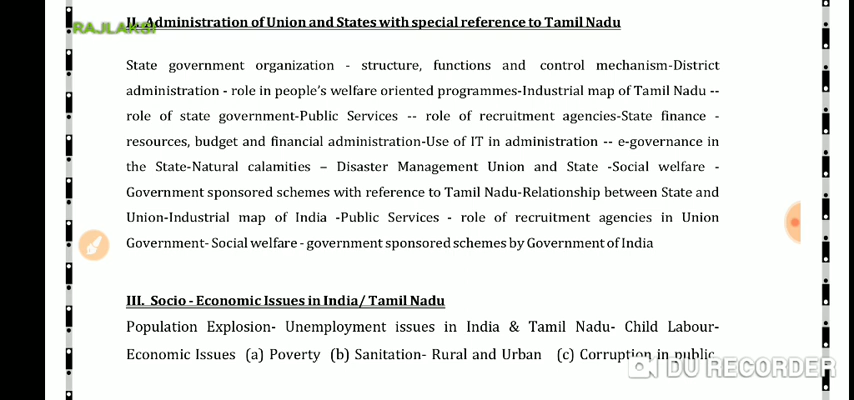 II. Administration of Union and States with special reference to Tamil Nadu
RAJLAKSI
State government organization - structure, functions and control mechanism-District
administration - role in people's welfare oriented programmes-Industrial map of Tamil Nadu --
role of state government-Public Services -- role of recruitment agencies-State finance -
resources, budget and financial administration-Use of IT in administration -- e-governance in
the State-Natural calamities – Disaster Management Union and State -Social welfare -
Government sponsored schemes with reference to Tamil Nadu-Relationship between State and
Union-Industrial map of India -Public Services - role of recruitment agencies in Union
Government- Social welfare - government sponsored schemes by Government of India
III. Socio - Economic Issues in India/ Tamil Nadu
Population Explosion- Unemployment issues in India & Tamil Nadu- Child Labour-
Economic Issues (a) Poverty (b) Sanitation- Rural and Urban (c) Corruption in public
DU RECORDER